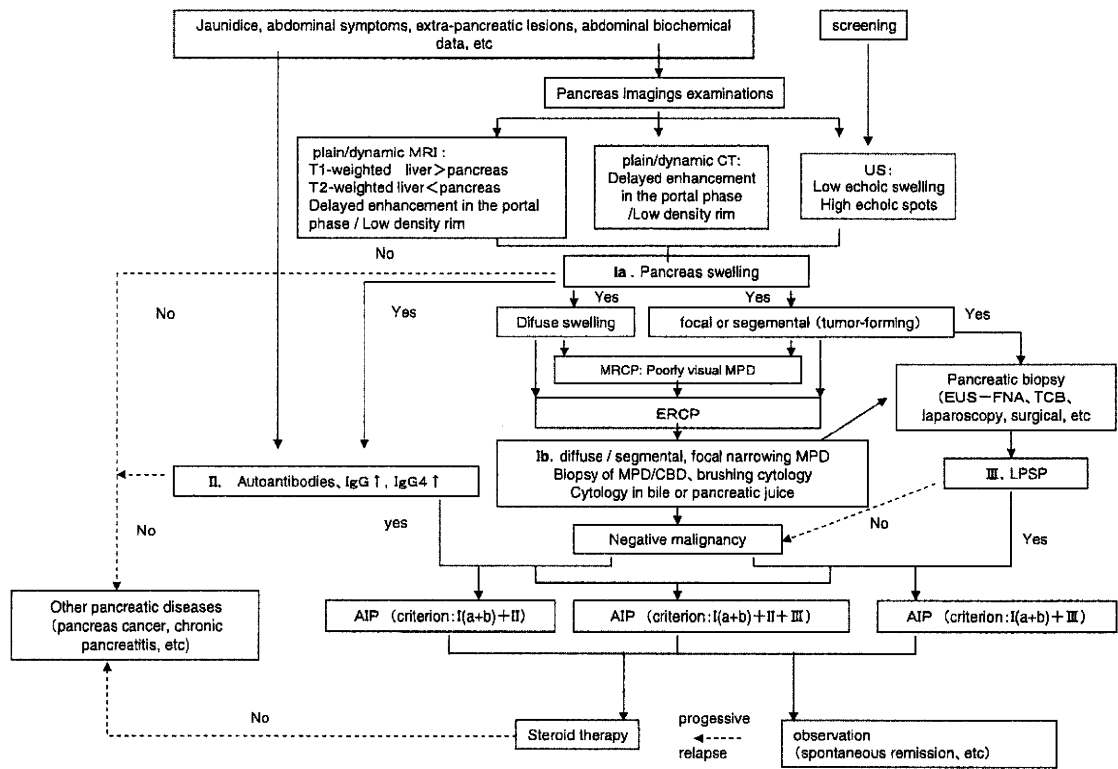 Jaunidice, abdominal symptoms, extra-pancreatic lesions, abdominal biochemical
data, etc
screening
Pancreas Imagings examinations
plain/dynamic MRI：
T1-weighted liver＞pancreas
T2-weighted liver＜pancreas
Delayed enhancement in the portal
phase / Low density rim
plain/dynamic CT:
Delayed enhancement
in the portal phase
/Low density rim
US：
Low echoic swelling
High echoic spots
No
Ia . Pancreas swelling
No
Yes
Yes
Yes
Yes
Difuse swelling
focal or segemental (tumor-forming)
MRCP: Poorly visual MPD
Pancreatic biopsy
(EUS－FNA、TCB、
laparoscopy, surgical, etc
ERCP
Ib. diffuse / segmental, focal narrowing MPD
Biopsy of MPD/CBD, brushing cytology
Cytology in bile or pancreatic juice
II. Autoantibodies、IgG↑, IgG4↑
III. LPSP
yes
No
No
Yes
Negative malignancy
Other pancreatic diseases
(pancreas cancer, chronic
pancreatitis, etc)
AIP (criterion:I(a+b)＋II)
AIP (criterion:I(a+b)＋II＋III)
AIP (criterion:I(a+b)＋III)
No
Steroid therapy
progessive
relapse
observation
(spontaneous remission, etc)